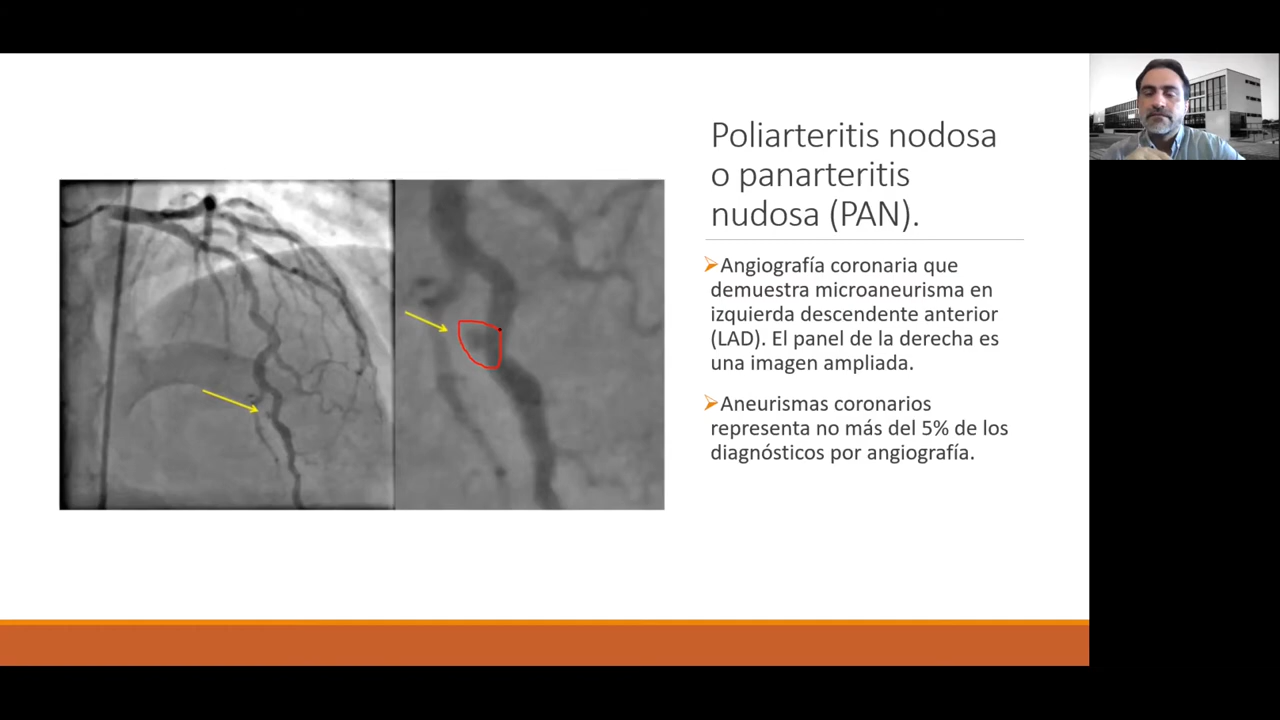 Poliarteritis nodosa
o panarteritis
nudosa (PAN).
Angiografía coronaria que
demuestra microaneurisma en
izquierda descendente anterior
(LAD). El panel de la derecha es
una imagen ampliada.
Aneurismas coronarios
representa no más del 5% de los
diagnósticos por angiografía.